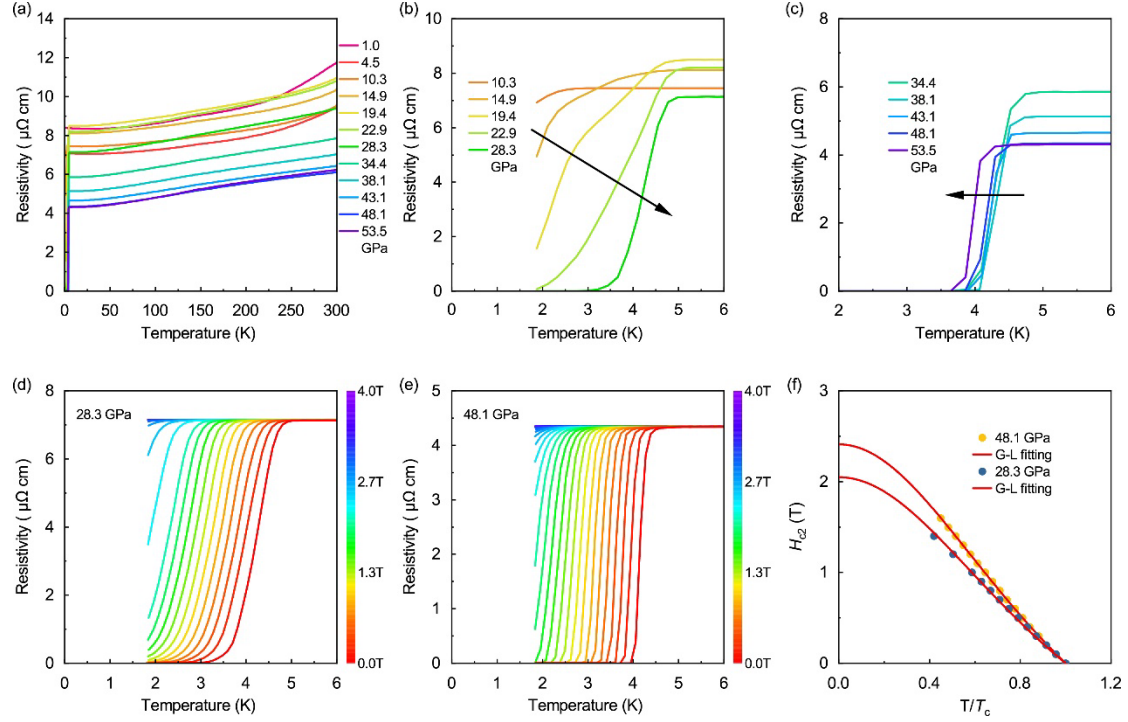 (a)
14
12
10
8
6
4
2
0
Resistivity ( μΩ cm)
0 50 100 150 200 250 300
Temperature (K)
1.0
4.5
10.3
14.9
19.4
22.9
28.3
34.4
38.1
43.1
48.1
53.5
GPa
(b)
10
8
6
4
2
0
Resistivity ( μΩ cm)
10.3
14.9
19.4
22.9
28.3
GPa
0 1 2 3 4 5 6
Temperature (K)
(c)
8
6
4
2
0
Resistivity ( μΩ cm)
34.4
38.1
43.1
48.1
53.5
GPa
2 3 4 5 6
Temperature (K)
(d)
8
6
4
2
0
Resistivity ( μΩ cm)
28.3 GPa
0 1 2 3 4 5 6
Temperature (K)
4.0T
2.7T
1.3T
0.0T
(e)
5
4
3
2
1
0
Resistivity ( μΩ cm)
48.1 GPa
0 1 2 3 4 5 6
Temperature (K)
4.0T
2.7T
1.3T
0.0T
(f)
3
2
1
0
Hc2 (T)
48.1 GPa
G-L fitting
28.3 GPa
G-L fitting
0.0 0.4 0.8 1.2
T/Tc